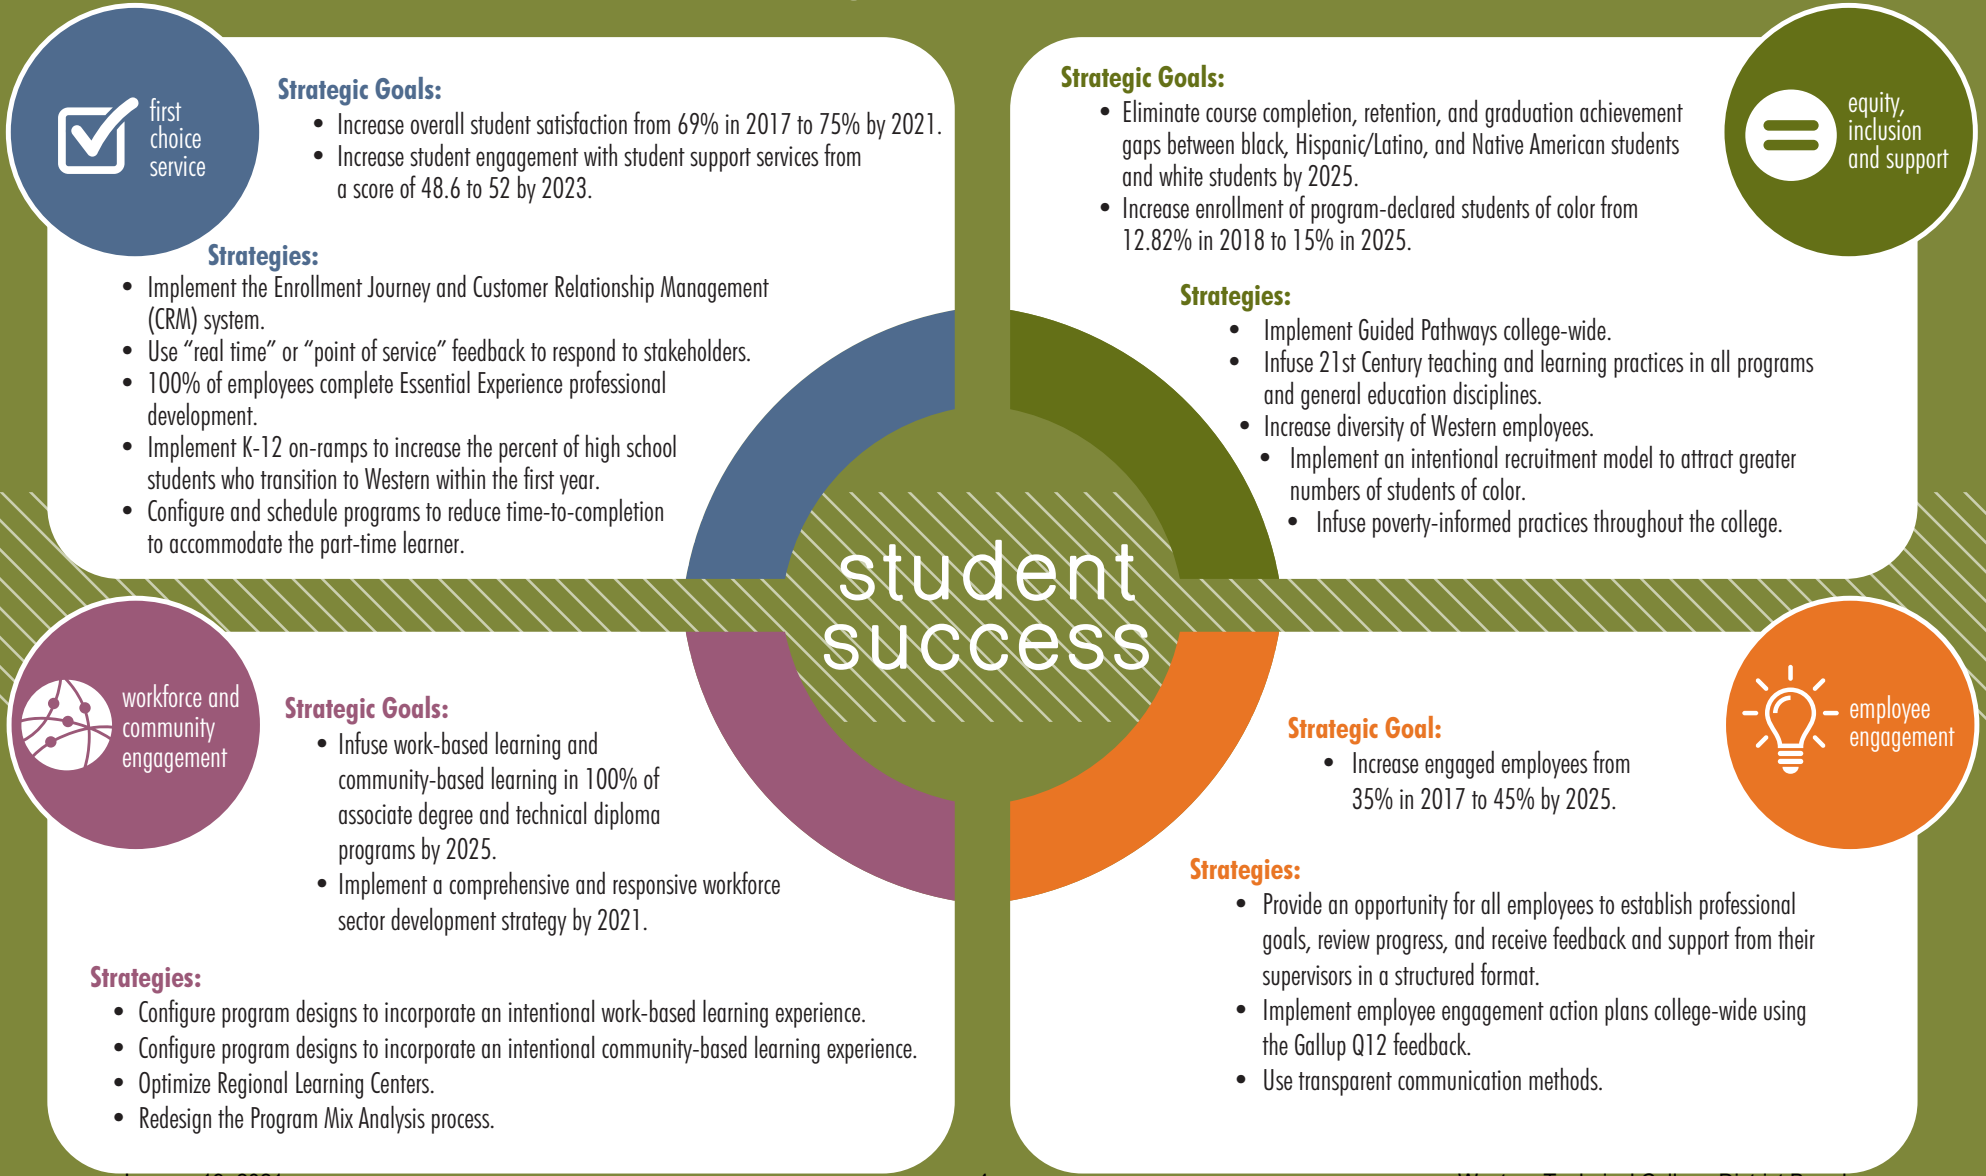 first
choice
service
Strategic Goals:
• Increase overall student satisfaction from 69% in 2017 to 75% by 2021.
• Increase student engagement with student support services from
a score of 48.6 to 52 by 2023.
Strategies:
• Implement the Enrollment Journey and Customer Relationship Management
(CRM) system.
• Use “real time” or “point of service” feedback to respond to stakeholders.
• 100% of employees complete Essential Experience professional
development.
• Implement K-12 on-ramps to increase the percent of high school
students who transition to Western within the first year.
• Configure and schedule programs to reduce time-to-completion
to accommodate the part-time learner.
equity,
inclusion
and support
Strategic Goals:
• Eliminate course completion, retention, and graduation achievement
gaps between black, Hispanic/Latino, and Native American students
and white students by 2025.
• Increase enrollment of program-declared students of color from
12.82% in 2018 to 15% in 2025.
Strategies:
• Implement Guided Pathways college-wide.
• Infuse 21st Century teaching and learning practices in all programs
and general education disciplines.
• Increase diversity of Western employees.
• Implement an intentional recruitment model to attract greater
numbers of students of color.
• Infuse poverty-informed practices throughout the college.
student
success
workforce and
community
engagement
Strategic Goals:
• Infuse work-based learning and
community-based learning in 100% of
associate degree and technical diploma
programs by 2025.
• Implement a comprehensive and responsive workforce
sector development strategy by 2021.
Strategies:
• Configure program designs to incorporate an intentional work-based learning experience.
• Configure program designs to incorporate an intentional community-based learning experience.
• Optimize Regional Learning Centers.
• Redesign the Program Mix Analysis process.
employee
engagement
Strategic Goal:
• Increase engaged employees from
35% in 2017 to 45% by 2025.
Strategies:
• Provide an opportunity for all employees to establish professional
goals, review progress, and receive feedback and support from their
supervisors in a structured format.
• Implement employee engagement action plans college-wide using
the Gallup Q12 feedback.
• Use transparent communication methods.
Western Technical College District Board